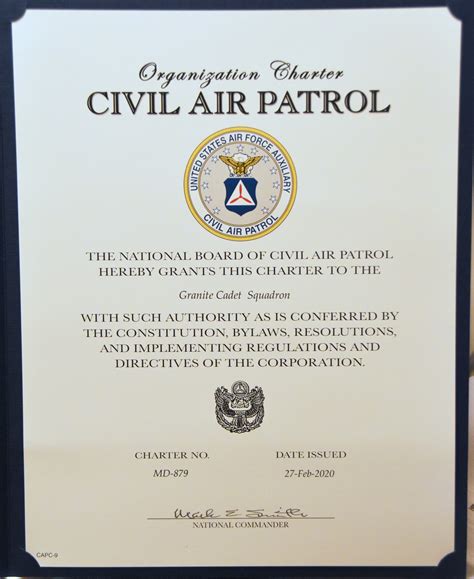 Organization Charter
CIVIL AIR PATROL
UNITED STATES AIR FORCE AUXILIARY
CIVIL AIR PATROL
THE NATIONAL BOARD OF CIVIL AIR PATROL
HEREBY GRANTS THIS CHARTER TO THE
Granite Cadet Squadron
WITH SUCH AUTHORITY AS IS CONFERRED BY
THE CONSTITUTION, BYLAWS, RESOLUTIONS,
AND IMPLEMENTING REGULATIONS AND
DIRECTIVES OF THE CORPORATION.
CHARTER NO. DATE ISSUED
MD-879 27-Feb-2020
Mark E Smith
NATIONAL COMMANDER
CAPC-9